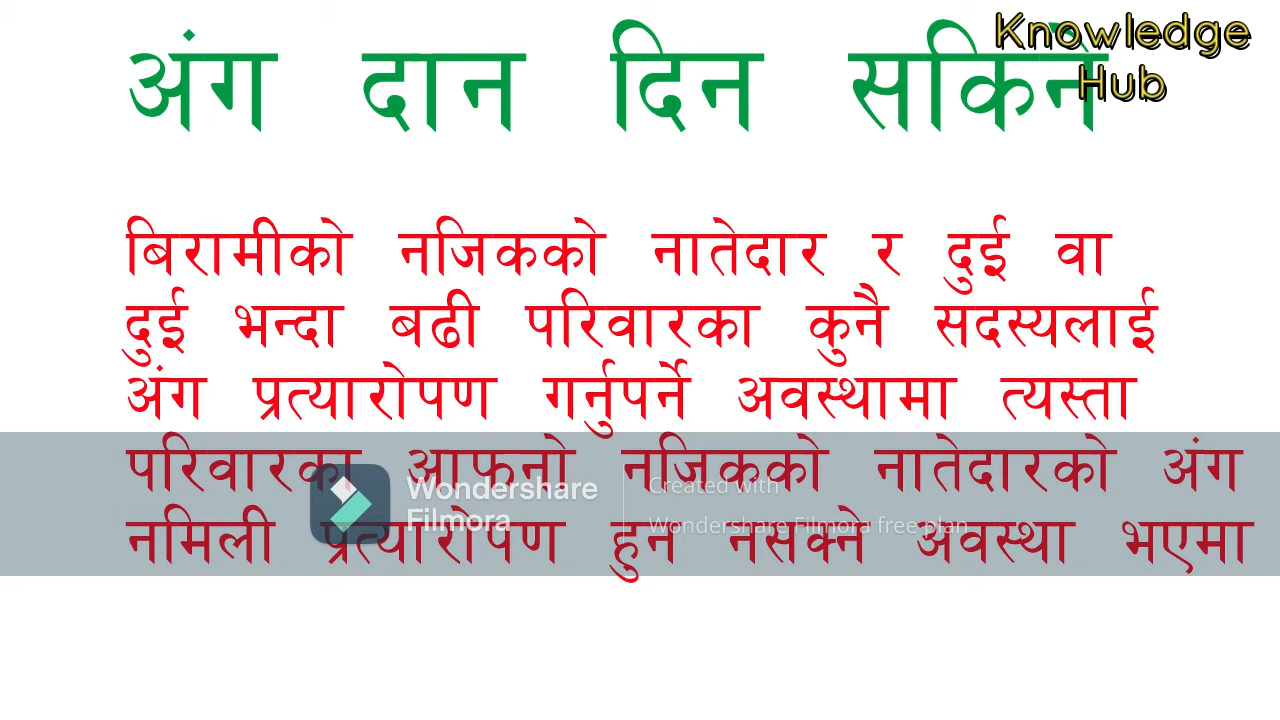 अंग दान दिन सकिने
Knowledge
Hub
बिरामीको नजिकको नातेदार र दुई वा
दुई भन्दा बढी परिवारका कुनै सदस्यलाई
अंग प्रत्यारोपण गर्नुपर्ने अवस्थामा त्यस्ता
परिवारका आफनो नजिकको नातेदारको अंग
नमिली प्रत्यारोपण हुन नसक्ने अवस्था भएमा
Wondershare
Filmora
Created with
Wondershare Filmora free plan